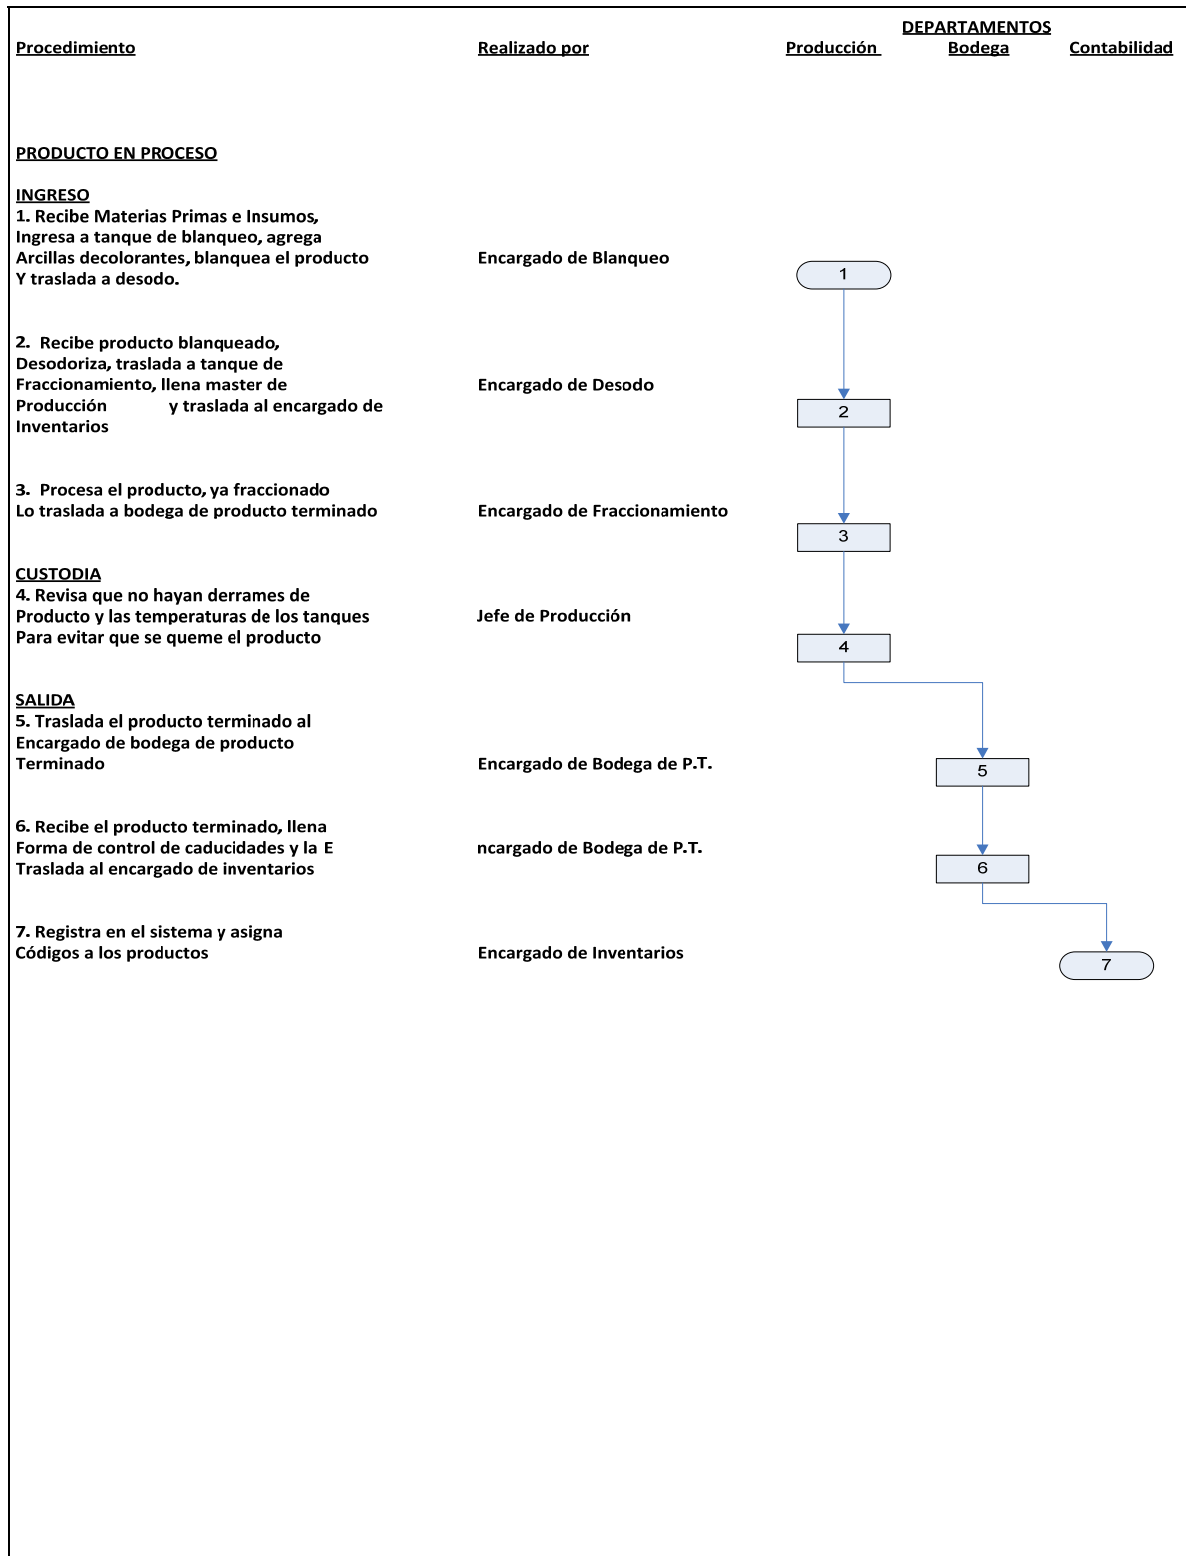 DEPARTAMENTOS
Procedimiento Realizado por Producción Bodega Contabilidad
PRODUCTO EN PROCESO
INGRESO
1. Recibe Materias Primas e Insumos,
Ingresa a tanque de blanqueo, agrega
Arcillas decolorantes, blanquea el producto Encargado de Blanqueo
Y traslada a desodo.
1
2. Recibe producto blanqueado,
Desodoriza, traslada a tanque de
Fraccionamiento, llena master de Encargado de Desodo
Producción y traslada al encargado de
2
Inventarios
3. Procesa el producto, ya fraccionado
Lo traslada a bodega de producto terminado Encargado de Fraccionamiento
3
CUSTODIA
4. Revisa que no hayan derrames de
Producto y las temperaturas de los tanques Jefe de Producción
Para evitar que se queme el producto
4
SALIDA
5. Traslada el producto terminado al
Encargado de bodega de producto
Terminado Encargado de Bodega de P.T.
5
6. Recibe el producto terminado, llena
Forma de control de caducidades y la E ncargado de Bodega de P.T.
Traslada al encargado de inventarios
6
7. Registra en el sistema y asigna
Códigos a los productos Encargado de Inventarios
7